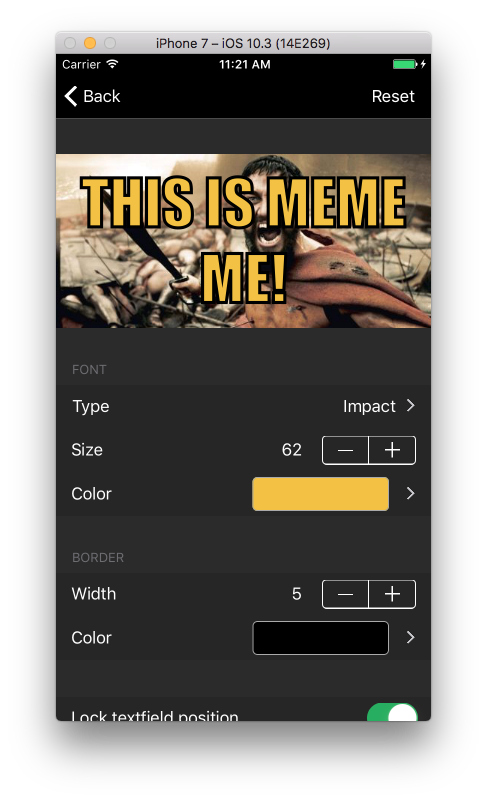 iPhone 7 – iOS 10.3 (14E269)
Carrier 11:21 AM
Back Reset
THIS IS MEME
ME!
FONT
Type Impact
Size 62
Color
BORDER
Width 5
Color
Lock textfield position